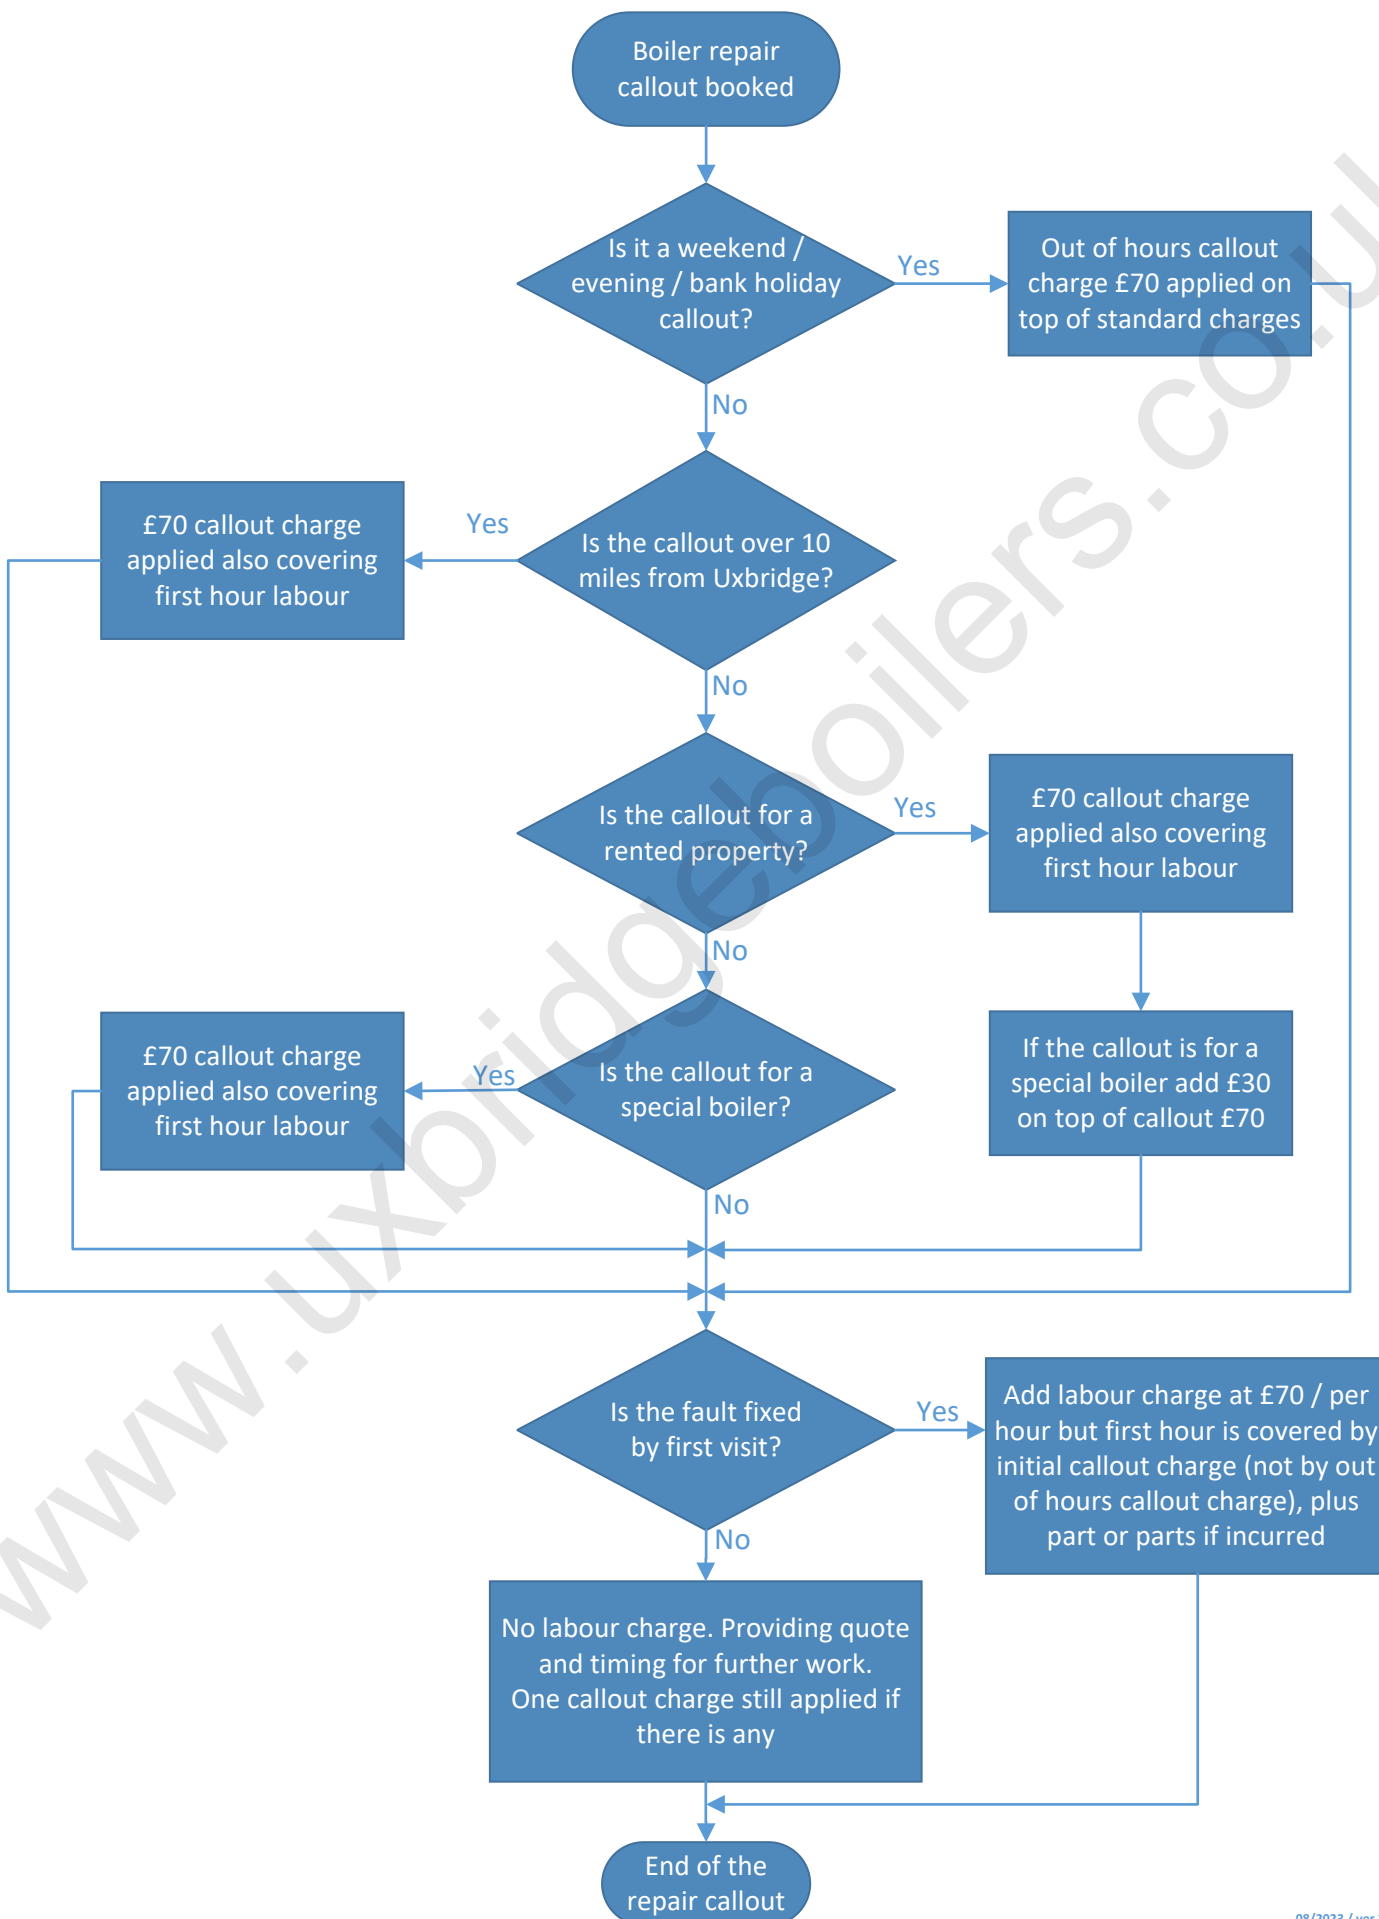 Boiler repair
callout booked
Is it a weekend /
evening / bank holiday
callout?
Yes
Out of hours callout
charge £70 applied on
top of standard charges
No
£70 callout charge
applied also covering
first hour labour
Yes
Is the callout over 10
miles from Uxbridge?
No
Is the callout for a
rented property?
Yes
£70 callout charge
applied also covering
first hour labour
No
£70 callout charge
applied also covering
first hour labour
Yes
Is the callout for a
special boiler?
If the callout is for a
special boiler add £30
on top of callout £70
No
Is the fault fixed
by first visit?
Yes
Add labour charge at £70 / per
hour but first hour is covered by
initial callout charge (not by out
of hours callout charge), plus
part or parts if incurred
No
No labour charge. Providing quote
and timing for further work.
One callout charge still applied if
there is any
End of the
repair callout
www.uxbridgeboilers.co.uk
08/2023 / ver